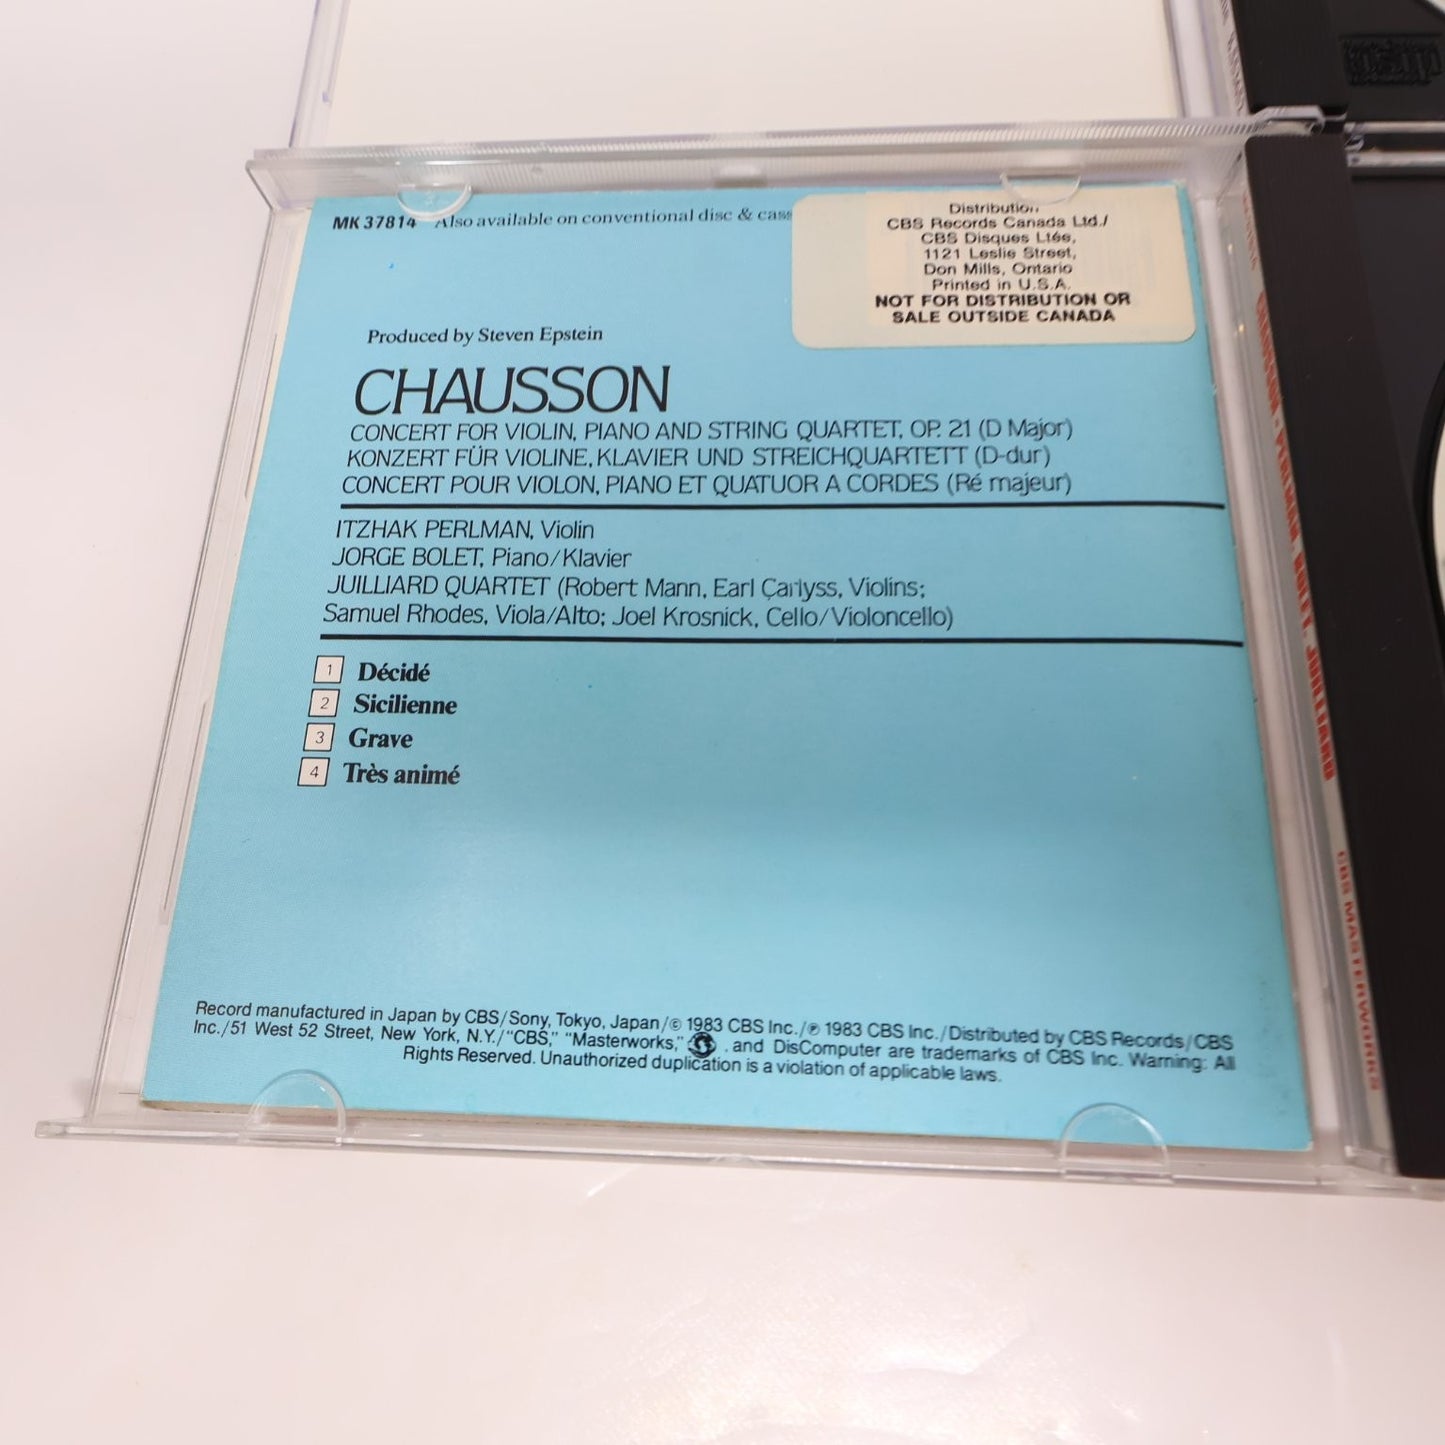 MK 37814 Also available on conventional disc &
Distribution
CBS Records Canada Ltd./
CBS Disques Ltée,
1121 Leslie Street,
Don Mills, Ontario
Printed in U.S.A.
NOT FOR DISTRIBUTION OR
SALE OUTSIDE CANADA
Produced by Steven Epstein
CHAUSSON
CONCERT FOR VIOLIN, PIANO AND STRING QUARTET, OP. 21 (D Major)
KONZERT FÜR VIOLINE, KLAVIER UND STREICHQUARTETT (D-dur)
CONCERT POUR VIOLON, PIANO ET QUATUOR A CORDES (Ré majeur)
ITZHAK PERLMAN, Violin
JORGE BOLET, Piano/Klavier
JUILLIARD QUARTET (Robert Mann, Earl Çarlyss, Violins;
Samuel Rhodes, Viola/Alto; Joel Krosnick, Cello/Violoncello)
1 Décidé
2 Sicilienne
3 Grave
4 Très animé
Record manufactured in Japan by CBS/Sony, Tokyo, Japan/© 1983 CBS Inc./℗ 1983 CBS Inc./Distributed by CBS Records/CBS
Inc./51 West 52 Street, New York, N.Y./“CBS,” “Masterworks,” , and DisComputer are trademarks of CBS Inc. Warning: All
Rights Reserved. Unauthorized duplication is a violation of applicable laws.
CHAUSSON • PERLMAN, BOLET, JUILLIARD
CBS MASTERWORKS